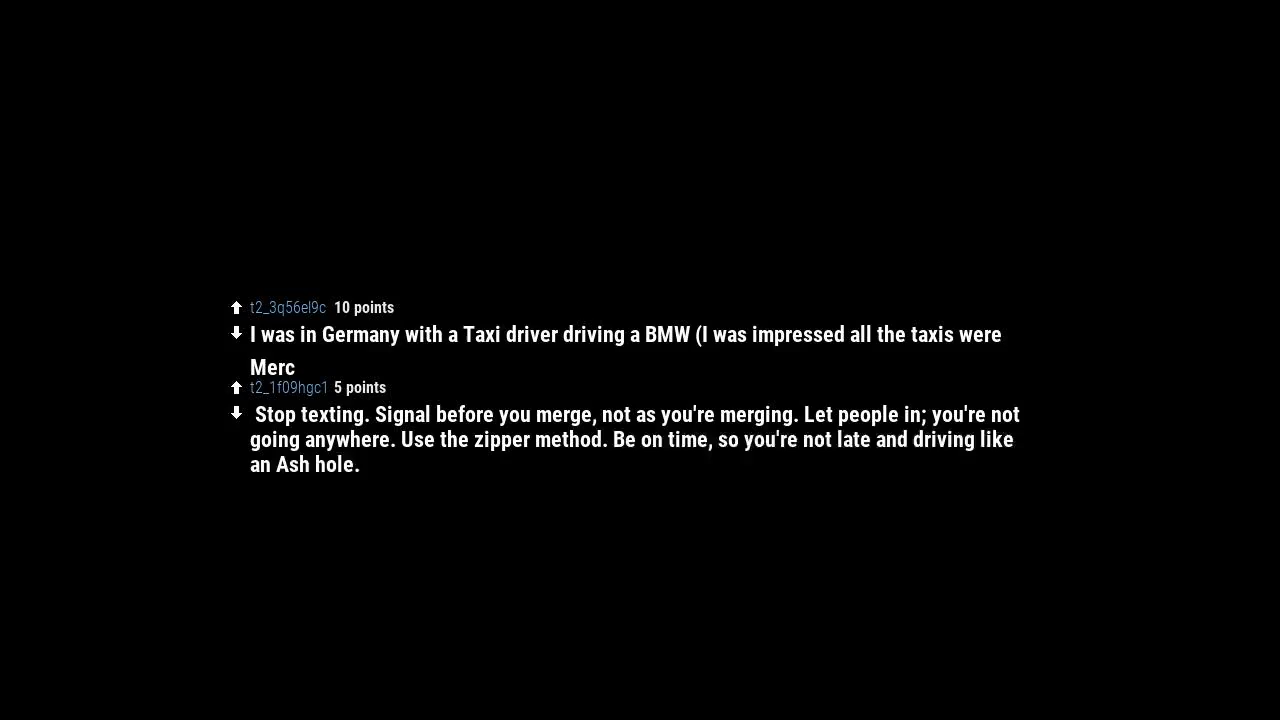 t2_3q56el9c 10 points
I was in Germany with a Taxi driver driving a BMW (I was impressed all the taxis were
Merc
t2_1f09hgc1 5 points
Stop texting. Signal before you merge, not as you're merging. Let people in; you're not
going anywhere. Use the zipper method. Be on time, so you're not late and driving like
an Ash hole.